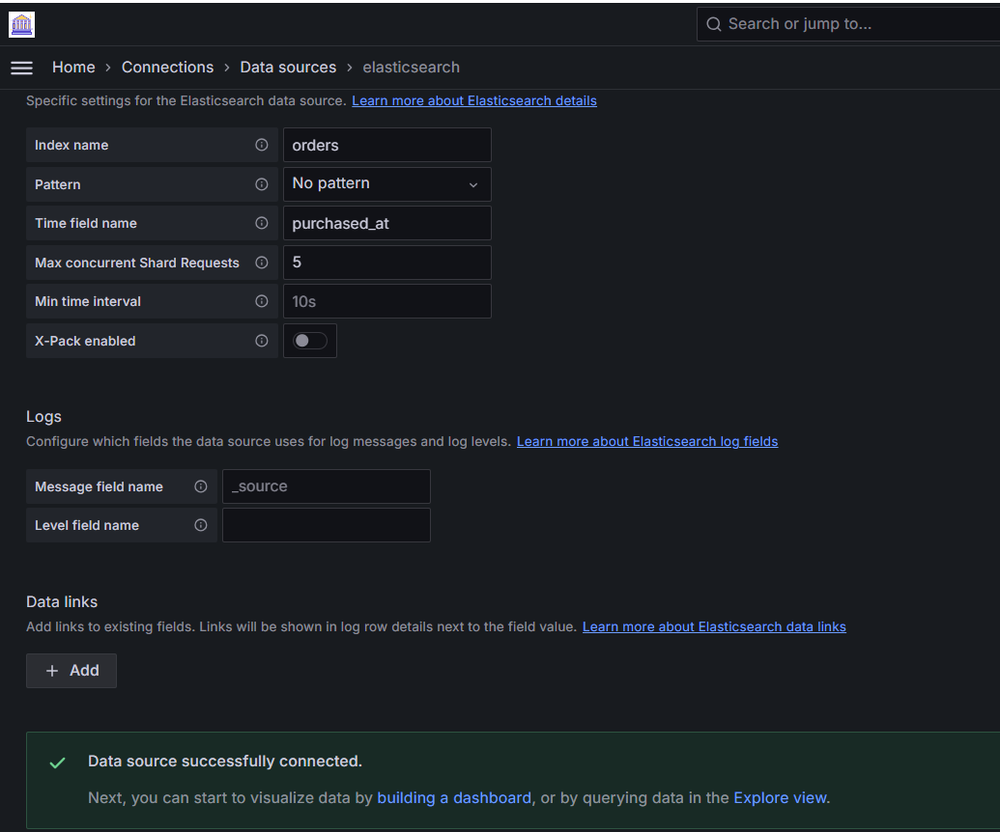 Search or jump to...
Home > Connections > Data sources > elasticsearch
Specific settings for the Elasticsearch data source. Learn more about Elasticsearch details
Index name orders
Pattern No pattern
Time field name purchased_at
Max concurrent Shard Requests 5
Min time interval 10s
X-Pack enabled
Logs
Configure which fields the data source uses for log messages and log levels. Learn more about Elasticsearch log fields
Message field name _source
Level field name
Data links
Add links to existing fields. Links will be shown in log row details next to the field value. Learn more about Elasticsearch data links
+ Add
Data source successfully connected.
Next, you can start to visualize data by building a dashboard, or by querying data in the Explore view.